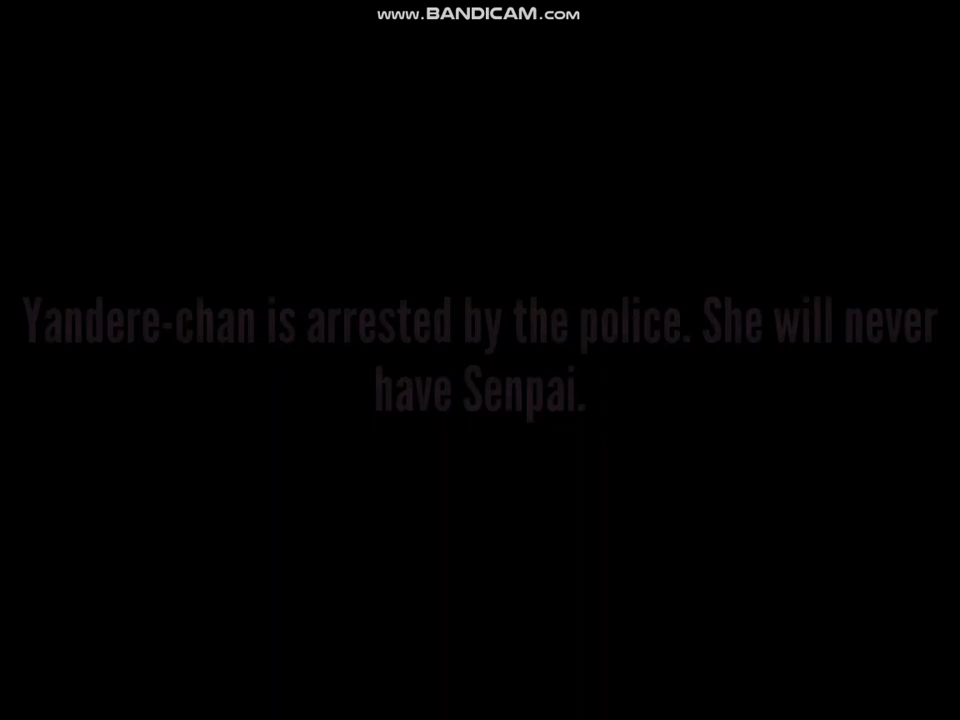 www.BANDICAM.com
Yandere-chan is arrested by the police. She will never
have Senpai.